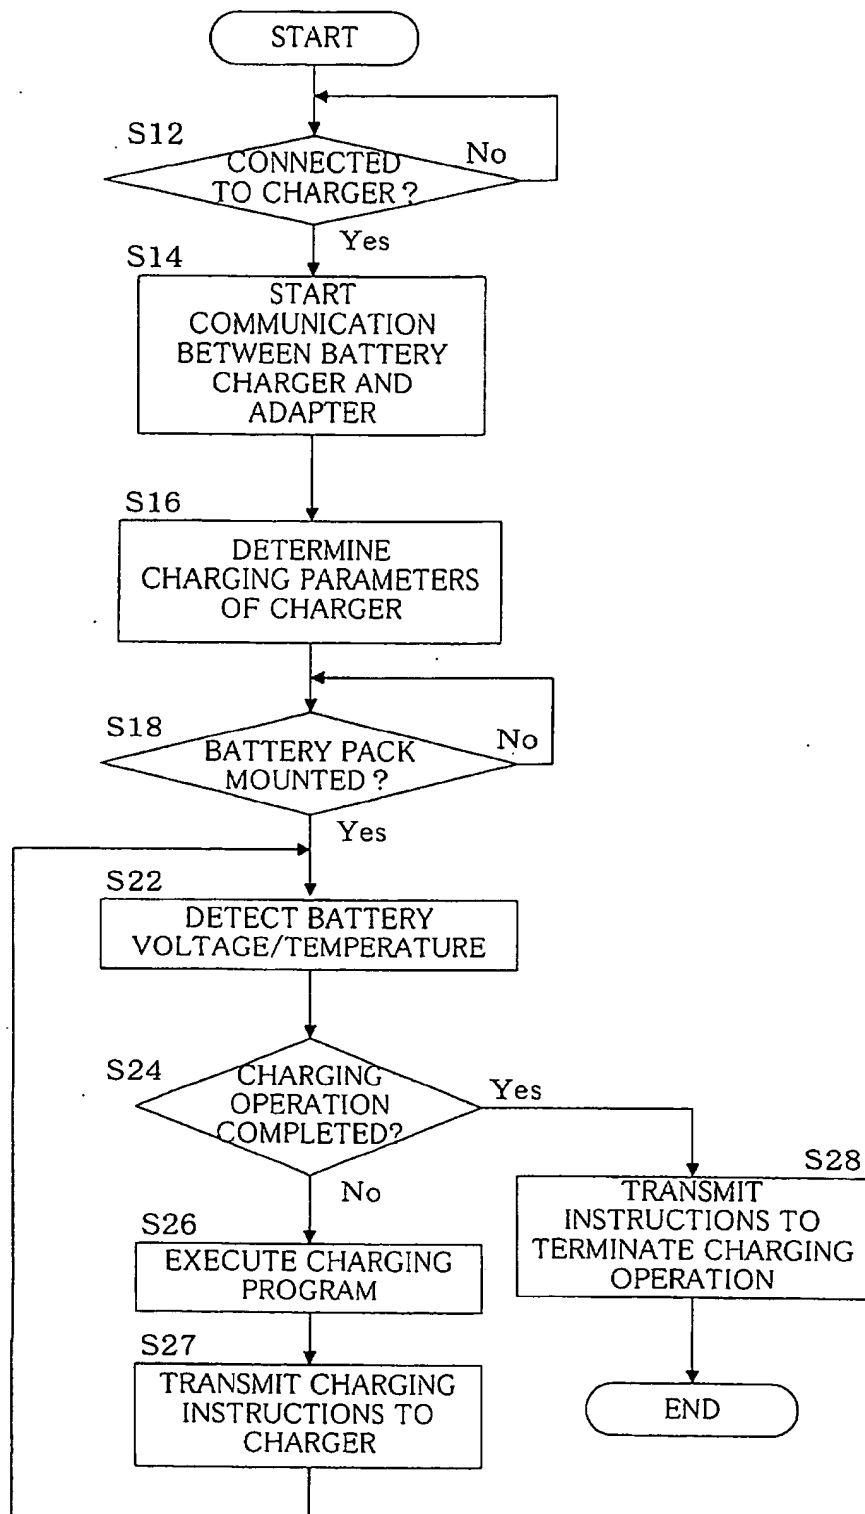 START
S12
CONNECTED
TO CHARGER?
No
Yes
S14
START
COMMUNICATION
BETWEEN BATTERY
CHARGER AND
ADAPTER
S16
DETERMINE
CHARGING PARAMETERS
OF CHARGER
S18
BATTERY PACK
MOUNTED?
No
Yes
S22
DETECT BATTERY
VOLTAGE/TEMPERATURE
S24
CHARGING
OPERATION
COMPLETED?
Yes
No
S28
TRANSMIT
INSTRUCTIONS TO
TERMINATE CHARGING
OPERATION
S26
EXECUTE CHARGING
PROGRAM
S27
TRANSMIT CHARGING
INSTRUCTIONS TO
CHARGER
END